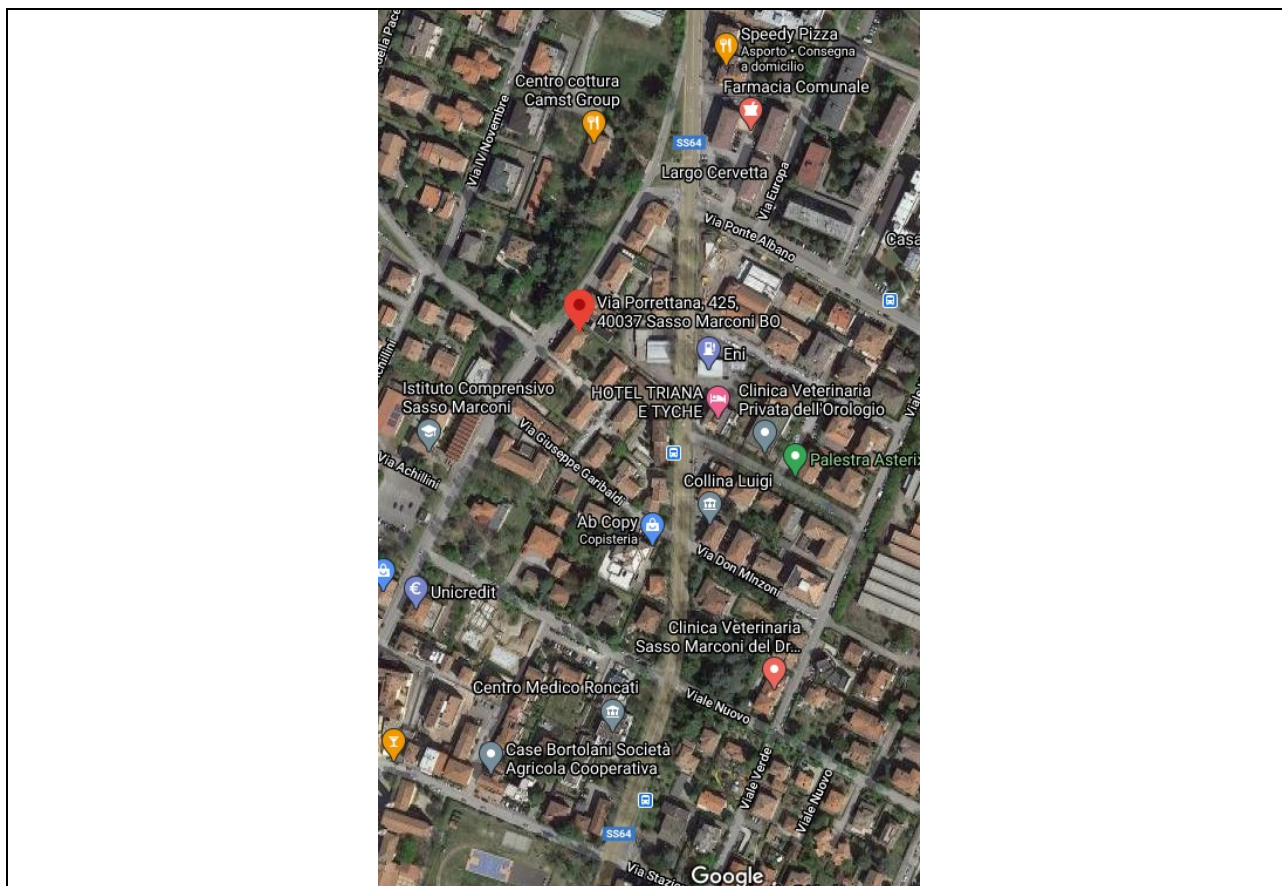 della Pace
Speedy Pizza
Asporto • Consegna
a domicilio
Centro cottura
Camst Group
Farmacia Comunale
Via IV Novembre
SS64
Largo Cervetta
Via Europa
Via Ponte Albano
Casa
Via Porrettana, 425,
40037 Sasso Marconi BO
Eni
Achillini
Istituto Comprensivo
Sasso Marconi
HOTEL TRIANA
E TYCHE
Clinica Veterinaria
Privata dell'Orologio
Viale
Via Giuseppe Garibaldi
Palestra Asterix
Via Achillini
Collina Luigi
Ab Copy
Copisteria
Via Don MInzoni
Unicredit
Clinica Veterinaria
Sasso Marconi del Dr...
Centro Medico Roncati
Viale Nuovo
Case Bortolani Società
Agricola Cooperativa
Viale Verde
Viale Nuovo
SS64
Via Stazi
Google